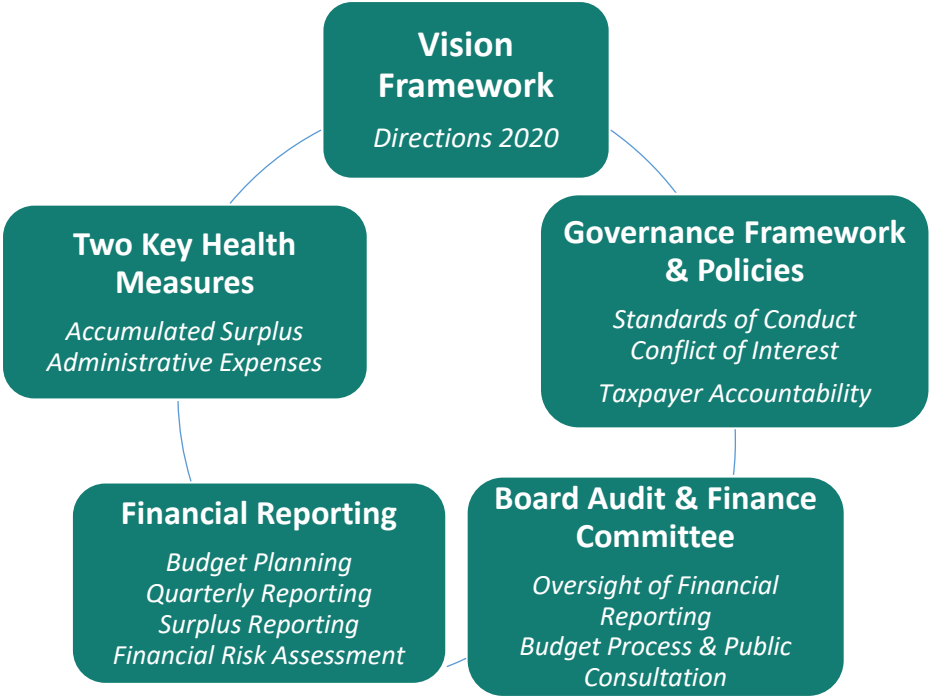 Vision
Framework
Directions 2020
Two Key Health
Measures
Accumulated Surplus
Administrative Expenses
Governance Framework
& Policies
Standards of Conduct
Conflict of Interest
Taxpayer Accountability
Financial Reporting
Budget Planning
Quarterly Reporting
Surplus Reporting
Financial Risk Assessment
Board Audit & Finance
Committee
Oversight of Financial
Reporting
Budget Process & Public
Consultation